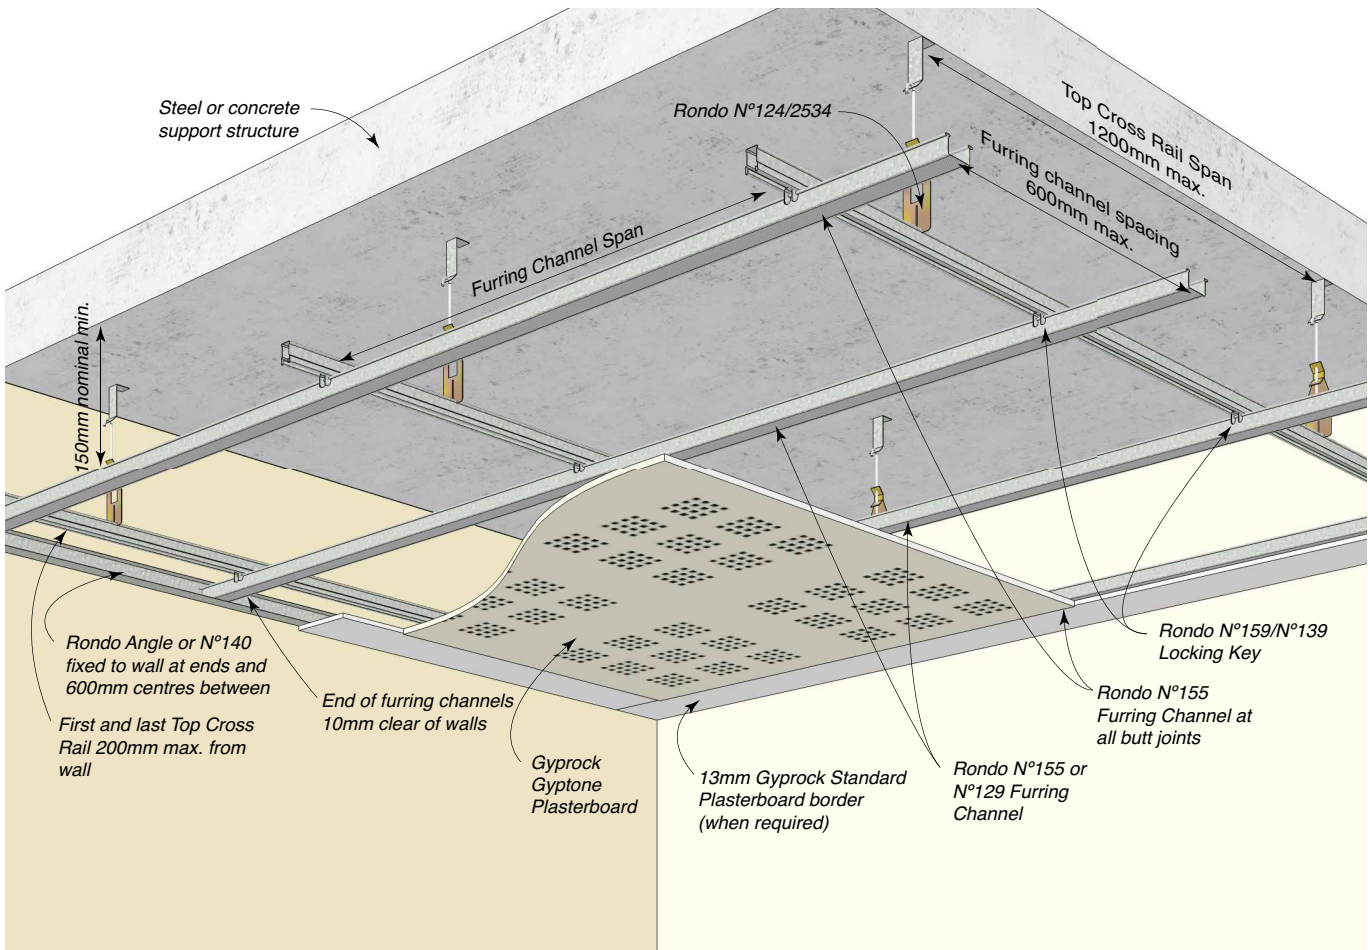 Steel or concrete
support structure
Rondo Nº124/2534
Top Cross Rail Span
1200mm max.
Furring channel spacing
600mm max.
Furring Channel Span
150mm nominal min.
Rondo Angle or Nº140
fixed to wall at ends and
600mm centres between
First and last Top Cross
Rail 200mm max. from
wall
End of furring channels
10mm clear of walls
Gyprock
Gyptone
Plasterboard
13mm Gyprock Standard
Plasterboard border
(when required)
Rondo Nº155 or
Nº129 Furring
Channel
Rondo Nº155
Furring Channel at
all butt joints
Rondo Nº159/Nº139
Locking Key